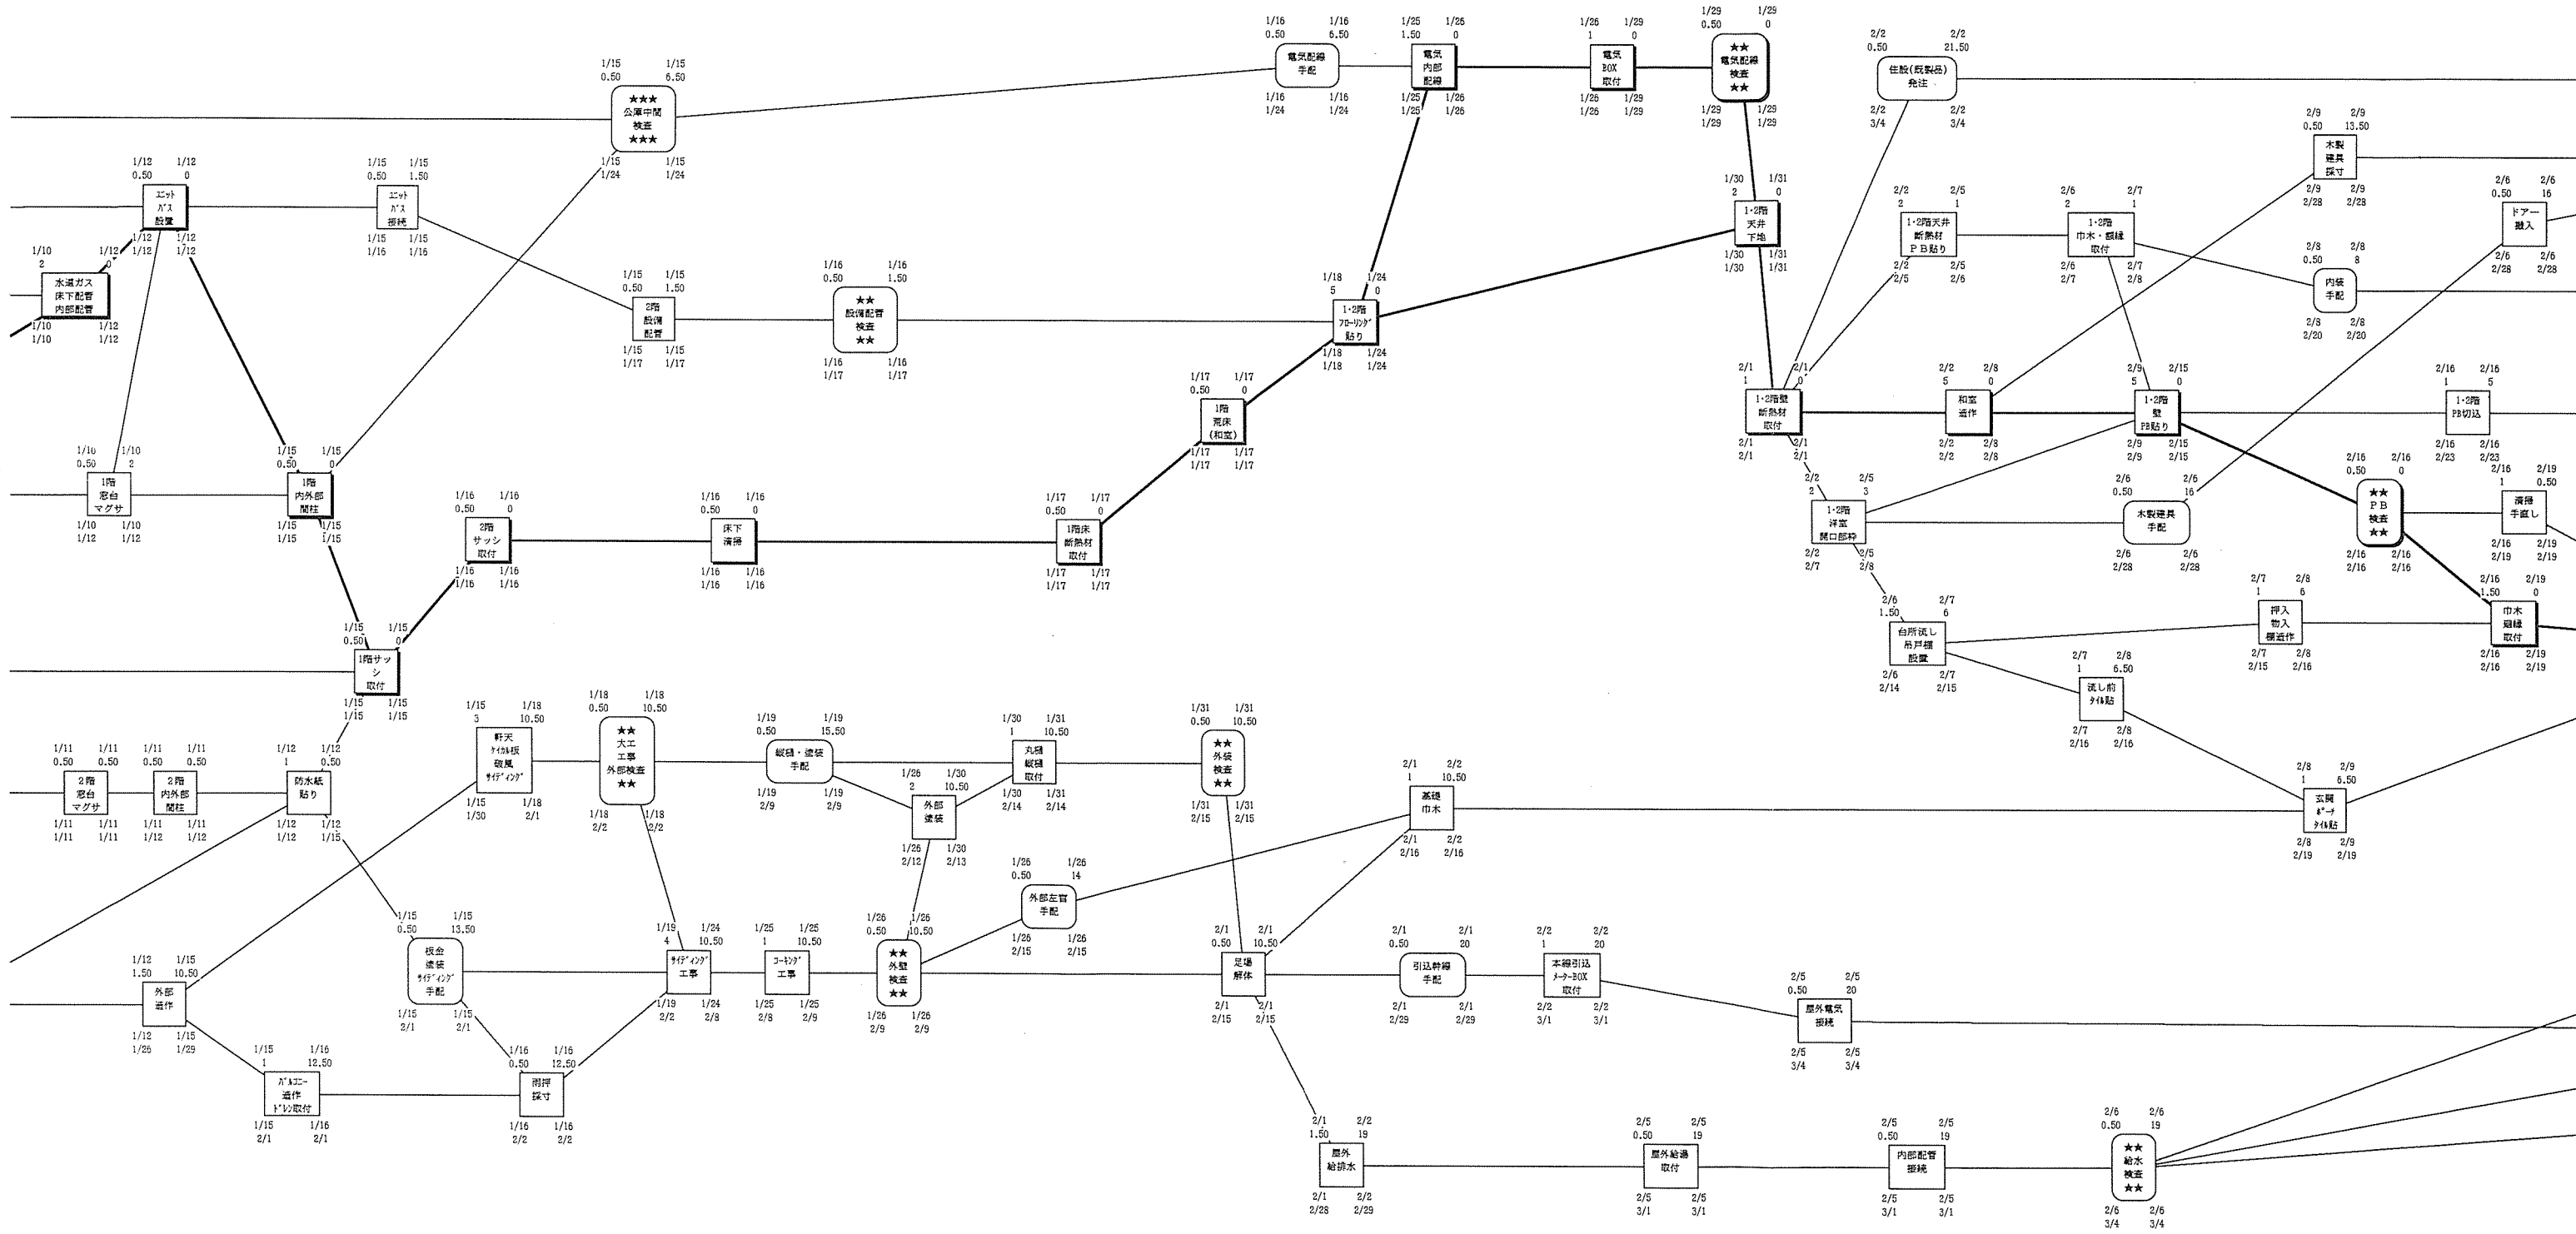 1/15 1/15
0.50 6.50
★★★
公庫中間
検査
★★★
1/15 1/15
1/24 1/24
1/16 1/16
0.50 6.50
電気配線
手配
1/16 1/16
1/24 1/24
1/25 1/26
1.50 0
電気
内部
配線
1/25 1/26
1/25 1/26
1/26 1/29
1 0
電気
BOX
取付
1/26 1/29
1/26 1/29
1/29 1/29
0.50 0
★★
電気配線
検査
★★
1/29 1/29
1/29 1/29
2/2 2/2
0.50 21.50
住設(既製品)
発注
2/2 2/2
3/4 3/4
2/9 2/9
0.50 13.50
木製
建具
採寸
2/9 2/9
2/28 2/28
1/12 1/12
0.50 0
ﾕﾆｯﾄ
ﾊﾞｽ
設置
1/12 1/12
1/12 1/12
1/15 1/15
0.50 1.50
ﾕﾆｯﾄ
ﾊﾞｽ
接続
1/15 1/15
1/16 1/16
1/10 1/12
2 0
水道ガス
床下配管
内部配管
1/10 1/12
1/10 1/12
1/15 1/15
0.50 1.50
2階
設備
配管
1/15 1/15
1/17 1/17
1/16 1/16
0.50 1.50
★★
設備配管
検査
★★
1/16 1/16
1/17 1/17
1/18 1/24
5 0
1・2階
ﾌﾛｰﾘﾝｸﾞ
貼り
1/18 1/24
1/18 1/24
1/30 1/31
2 0
1・2階
天井
下地
1/30 1/31
1/30 1/31
2/2 2/5
2 1
1・2階天井
断熱材
PB貼り
2/2 2/5
2/5 2/6
2/6 2/7
2 1
1・2階
巾木・額縁
取付
2/6 2/7
2/7 2/8
2/6 2/6
0.50 16
ドアー
搬入
2/6 2/6
2/28 2/28
2/8 2/8
0.50 8
内装
手配
2/8 2/8
2/20 2/20
1/17 1/17
0.50 0
1階
荒床
(和室)
1/17 1/17
1/17 1/17
2/1 2/1
1 0
1・2階壁
断熱材
取付
2/1 2/1
2/1 2/1
2/2 2/8
5 0
和室
造作
2/2 2/8
2/2 2/8
2/9 2/15
5 0
1・2階
壁
PB貼り
2/9 2/15
2/9 2/15
2/16 2/16
1 5
1・2階
PB切込
2/16 2/16
2/23 2/23
1/10 1/10
0.50 2
1階
窓台
マグサ
1/10 1/10
1/12 1/12
1/15 1/15
0.50 0
1階
内外部
間柱
1/15 1/15
1/15 1/15
1/16 1/16
0.50 0
2階
サッシ
取付
1/16 1/16
1/16 1/16
1/16 1/16
0.50 0
床下
清掃
1/16 1/16
1/16 1/16
1/17 1/17
0.50 0
1階床
断熱材
取付
1/17 1/17
1/17 1/17
2/2 2/5
2 3
1・2階
洋室
開口部枠
2/2 2/5
2/7 2/8
2/6 2/6
0.50 16
木製建具
手配
2/6 2/6
2/28 2/28
2/16 2/16
0.50 0
★★
PB
検査
★★
2/16 2/16
2/16 2/16
2/16 2/19
1 0.50
清掃
手直し
2/16 2/19
2/19 2/19
1/15 1/15
0.50 0
1階サッ
シ
取付
1/15 1/15
1/15 1/15
2/6 2/7
1.50 6
台所流し
吊戸棚
設置
2/6 2/7
2/14 2/15
2/7 2/8
1 6
押入
物入
棚造作
2/7 2/8
2/15 2/16
2/16 2/19
1.50 0
巾木
廻縁
取付
2/16 2/19
2/16 2/19
2/7 2/8
1 6.50
流し前
ﾀｲﾙ貼
2/7 2/8
2/16 2/16
1/11 1/11
0.50 0.50
2階
窓台
マグサ
1/11 1/11
1/11 1/11
1/11 1/11
0.50 0.50
2階
内外部
間柱
1/11 1/11
1/12 1/12
1/12 1/12
1 0.50
防水紙
貼り
1/12 1/12
1/12 1/15
1/15 1/18
3 10.50
軒天
ｹｲｶﾙ板
破風
ｻｲﾃﾞｨﾝｸﾞ
1/15 1/18
1/30 2/1
1/18 1/18
0.50 10.50
★★
大工
工事
外部検査
★★
1/18 1/18
2/2 2/2
1/19 1/19
0.50 15.50
縦樋・塗装
手配
1/19 1/19
2/9 2/9
1/26 1/30
2 10.50
外部
塗装
1/26 1/30
2/12 2/13
1/30 1/31
1 10.50
丸樋
縦樋
取付
1/30 1/31
2/14 2/14
1/31 1/31
0.50 10.50
★★
外装
検査
★★
1/31 1/31
2/15 2/15
2/1 2/2
1 10.50
基礎
巾木
2/1 2/2
2/16 2/16
2/8 2/9
1 6.50
玄関
ﾎﾟｰﾁ
ﾀｲﾙ貼
2/8 2/9
2/19 2/19
1/26 1/26
0.50 14
外部左官
手配
1/26 1/26
2/15 2/15
1/12 1/15
1.50 10.50
外部
造作
1/12 1/15
1/26 1/29
1/15 1/15
0.50 13.50
板金
塗装
ｻｲﾃﾞｨﾝｸﾞ
手配
1/15 1/15
2/1 2/1
1/19 1/24
4 10.50
ｻｲﾃﾞｨﾝｸﾞ
工事
1/19 1/24
2/2 2/8
1/25 1/25
1 10.50
ｺｰｷﾝｸﾞ
工事
1/25 1/25
2/8 2/9
1/26 1/26
0.50 10.50
★★
外壁
検査
★★
1/26 1/26
2/9 2/9
2/1 2/1
0.50 10.50
足場
解体
2/1 2/1
2/15 2/15
2/1 2/1
0.50 20
引込幹線
手配
2/1 2/1
2/29 2/29
2/2 2/2
1 20
本線引込
ﾒｰﾀｰBOX
取付
2/2 2/2
3/1 3/1
2/5 2/5
0.50 20
屋外電気
接続
2/5 2/5
3/4 3/4
1/15 1/16
1 12.50
ﾊﾞﾙｺﾆｰ
造作
ﾄﾞﾚﾝ取付
1/15 1/16
2/1 2/1
1/16 1/16
0.50 12.50
雨押
採寸
1/16 1/16
2/2 2/2
2/1 2/2
1.50 19
屋外
給排水
2/1 2/2
2/28 2/29
2/5 2/5
0.50 19
屋外給湯
取付
2/5 2/5
3/1 3/1
2/5 2/5
0.50 19
内部配管
接続
2/5 2/5
3/1 3/1
2/6 2/6
0.50 19
★★
給水
検査
★★
2/6 2/6
3/4 3/4